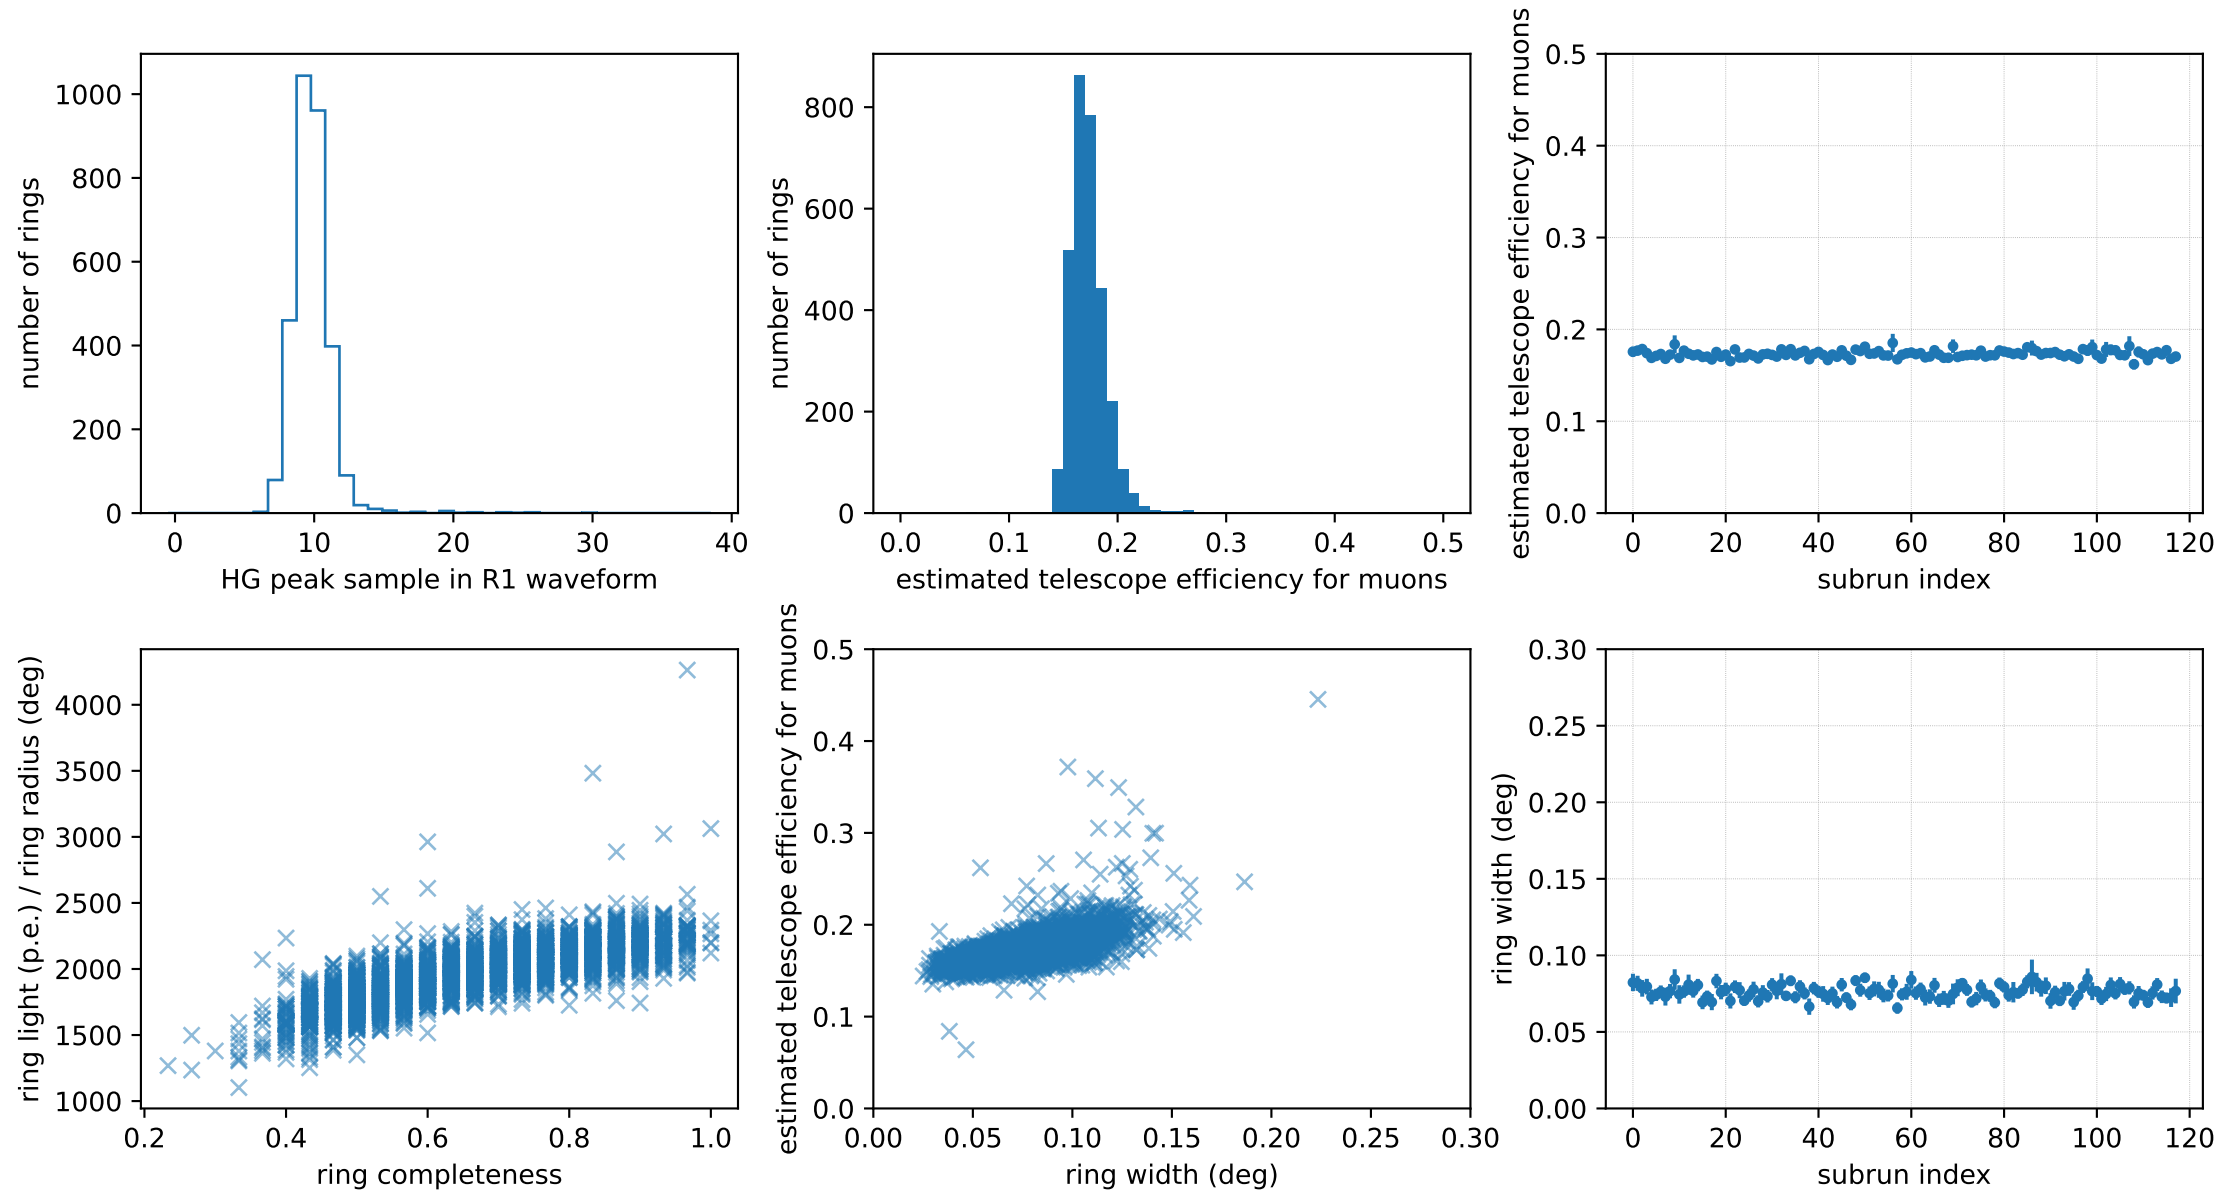 number of rings
1000
800
600
400
200
0
0 10 20 30 40
HG peak sample in R1 waveform
number of rings
800
600
400
200
0
0.0 0.1 0.2 0.3 0.4 0.5
estimated telescope efficiency for muons
estimated telescope efficiency for muons
0.5
0.4
0.3
0.2
0.1
0.0
0 20 40 60 80 100 120
subrun index
ring light (p.e.) / ring radius (deg)
4000
3500
3000
2500
2000
1500
1000
0.2 0.4 0.6 0.8 1.0
ring completeness
estimated telescope efficiency for muons
0.5
0.4
0.3
0.2
0.1
0.0
0.00 0.05 0.10 0.15 0.20 0.25 0.30
ring width (deg)
ring width (deg)
0.30
0.25
0.20
0.15
0.10
0.05
0.00
0 20 40 60 80 100 120
subrun index